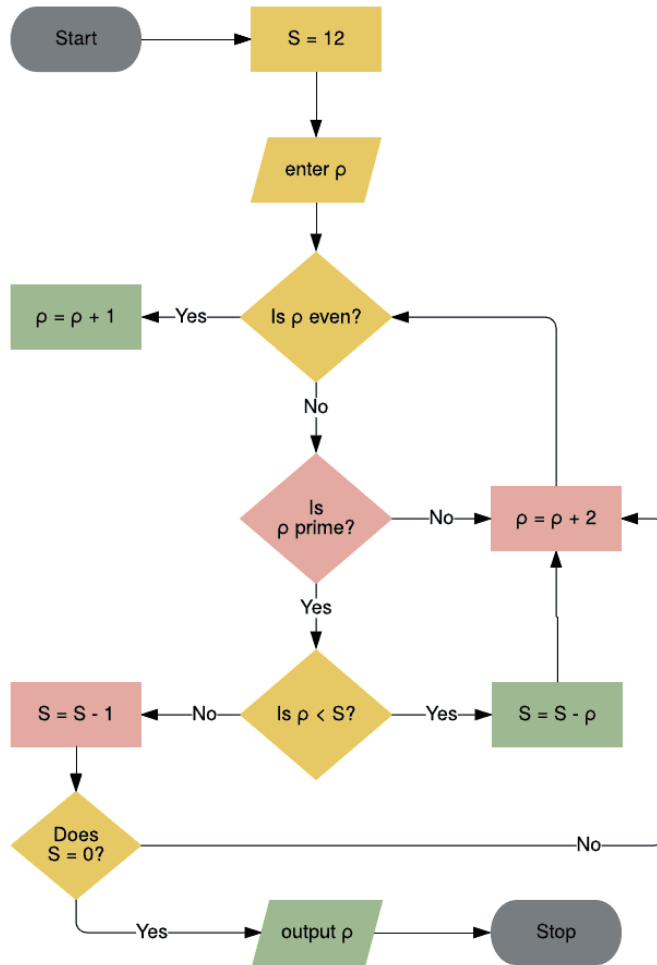 Start
S = 12
enter ρ
Is ρ even?
Yes
ρ = ρ + 1
No
Is
ρ prime?
No
ρ = ρ + 2
Yes
Is ρ < S?
No
S = S - 1
Yes
S = S - ρ
Does
S = 0?
No
Yes
output ρ
Stop